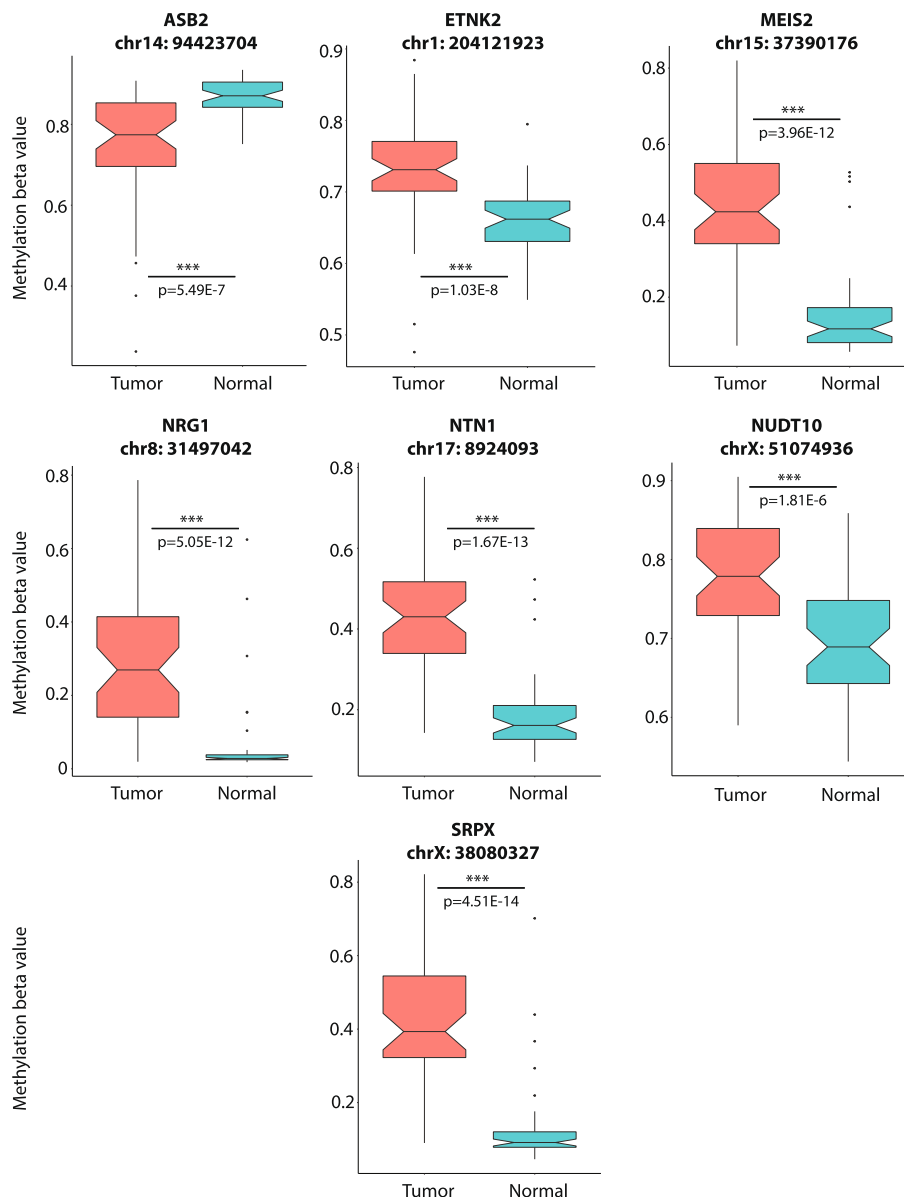 ASB2
chr14: 94423704
ETNK2
chr1: 204121923
MEIS2
chr15: 37390176
Methylation beta value
0.8
0.6
0.4
***
p=5.49E-7
Tumor
Normal
0.9
0.8
0.7
0.6
0.5
***
p=1.03E-8
Tumor
Normal
0.8
0.6
0.4
0.2
***
p=3.96E-12
Tumor
Normal
NRG1
chr8: 31497042
NTN1
chr17: 8924093
NUDT10
chrX: 51074936
Methylation beta value
0.8
0.6
0.4
0.2
0
***
p=5.05E-12
Tumor
Normal
0.8
0.6
0.4
0.2
***
p=1.67E-13
Tumor
Normal
0.9
0.8
0.7
0.6
***
p=1.81E-6
Tumor
Normal
SRPX
chrX: 38080327
Methylation beta value
0.8
0.6
0.4
0.2
***
p=4.51E-14
Tumor
Normal